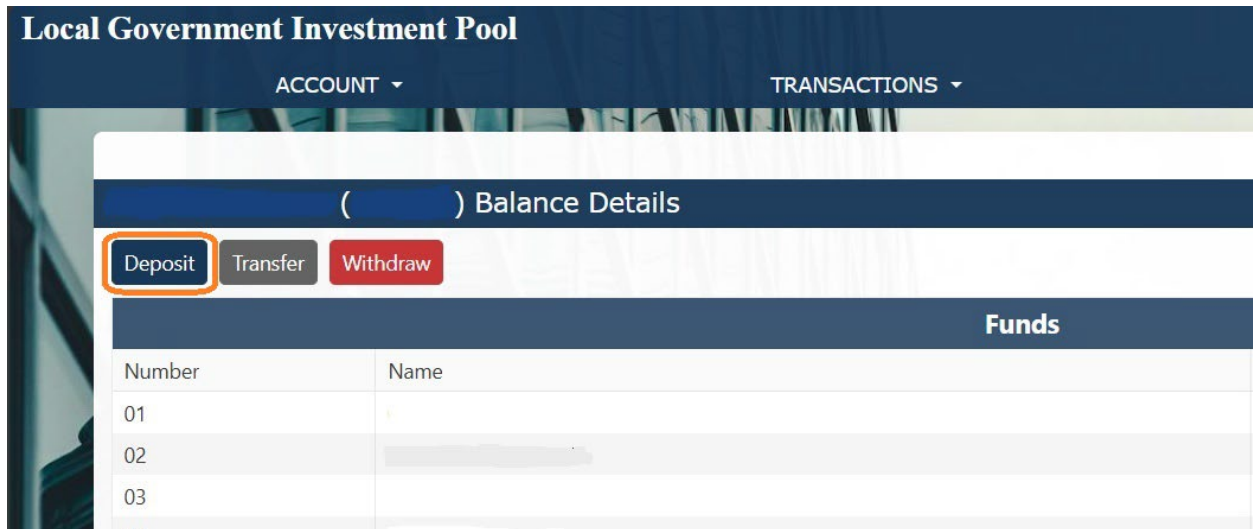 Local Government Investment Pool
ACCOUNT TRANSACTIONS
( ) Balance Details
Deposit Transfer Withdraw
Funds
Number Name
01
02
03